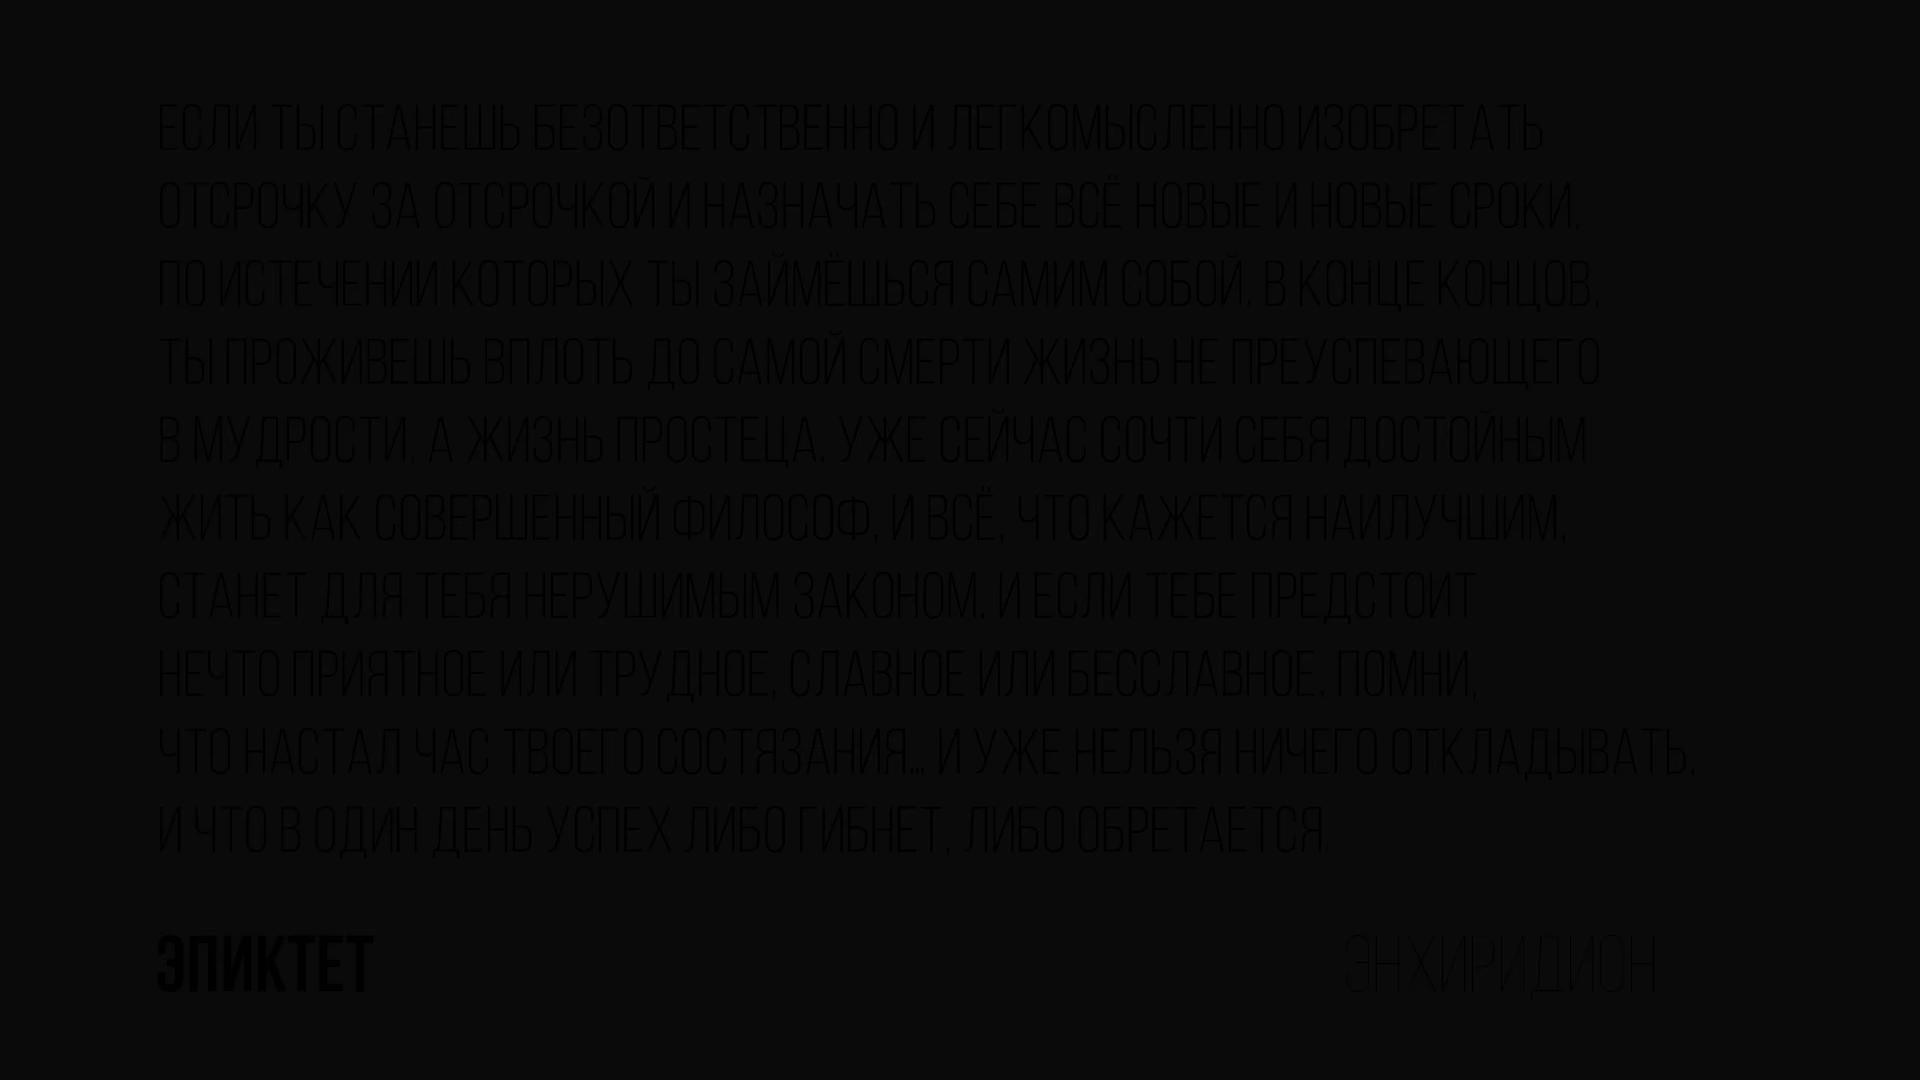 ЕСЛИ ТЫ СТАНЕШЬ БЕЗОТВЕТСТВЕННО И ЛЕГКОМЫСЛЕННО ИЗОБРЕТАТЬ
ОТСРОЧКУ ЗА ОТСРОЧКОЙ И НАЗНАЧАТЬ СЕБЕ ВСЁ НОВЫЕ И НОВЫЕ СРОКИ,
ПО ИСТЕЧЕНИИ КОТОРЫХ ТЫ ЗАЙМЁШЬСЯ САМИМ СОБОЙ, В КОНЦЕ КОНЦОВ,
ТЫ ПРОЖИВЕШЬ ВПЛОТЬ ДО САМОЙ СМЕРТИ ЖИЗНЬ НЕ ПРЕУСПЕВАЮЩЕГО
В МУДРОСТИ, А ЖИЗНЬ ПРОСТЕЦА. УЖЕ СЕЙЧАС СОЧТИ СЕБЯ ДОСТОЙНЫМ
ЖИТЬ КАК СОВЕРШЕННЫЙ ФИЛОСОФ, И ВСЁ, ЧТО КАЖЕТСЯ НАИЛУЧШИМ,
СТАНЕТ ДЛЯ ТЕБЯ НЕРУШИМЫМ ЗАКОНОМ. И ЕСЛИ ТЕБЕ ПРЕДСТОИТ
НЕЧТО ПРИЯТНОЕ ИЛИ ТРУДНОЕ, СЛАВНОЕ ИЛИ БЕССЛАВНОЕ, ПОМНИ,
ЧТО НАСТАЛ ЧАС ТВОЕГО СОСТЯЗАНИЯ… И УЖЕ НЕЛЬЗЯ НИЧЕГО ОТКЛАДЫВАТЬ,
И ЧТО В ОДИН ДЕНЬ УСПЕХ ЛИБО ГИБНЕТ, ЛИБО ОБРЕТАЕТСЯ.
ЭПИКТЕТ
ЭНХИРИДИОН